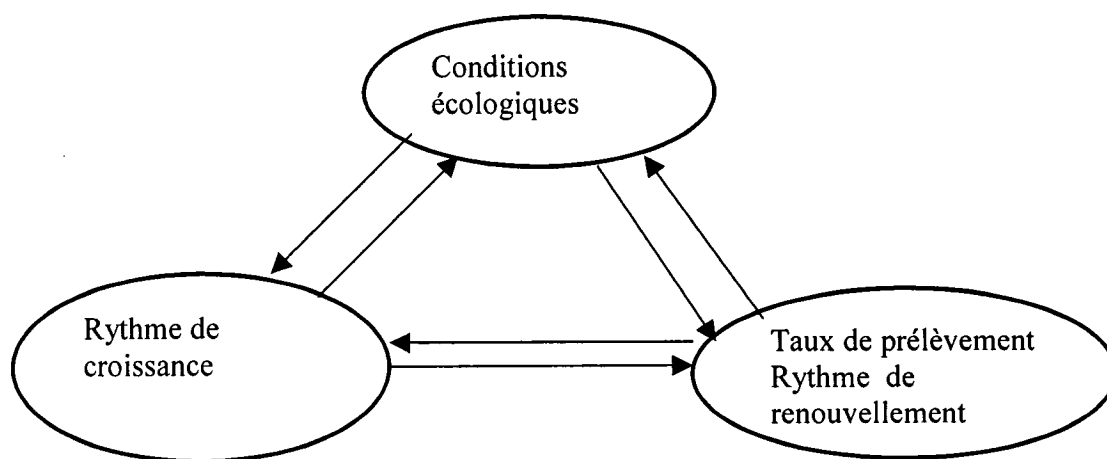 Conditions
écologiques
Rythme de
croissance
Taux de prélèvement
Rythme de
renouvellement